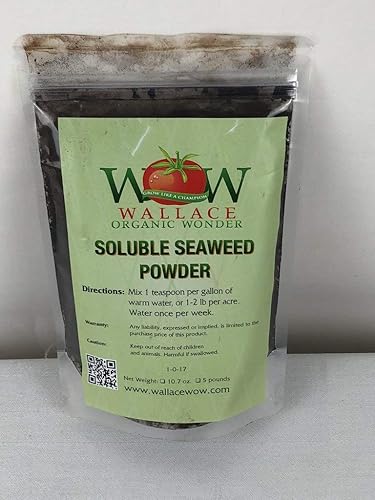 WOW
GROW LIKE A CHAMPION
WALLACE
ORGANIC WONDER
SOLUBLE SEAWEED
POWDER
Directions: Mix 1 teaspoon per gallon of
warm water, or 1-2 lb per acre.
Water once per week.
Warranty: Any liability, expressed or implied, is limited to the
purchase price of this product.
Caution: Keep out of reach of children
and animals. Harmful if swallowed.
1-0-17
Net Weight: ☐ 10.7 oz. ☐ 5 pounds
www.wallacewow.com